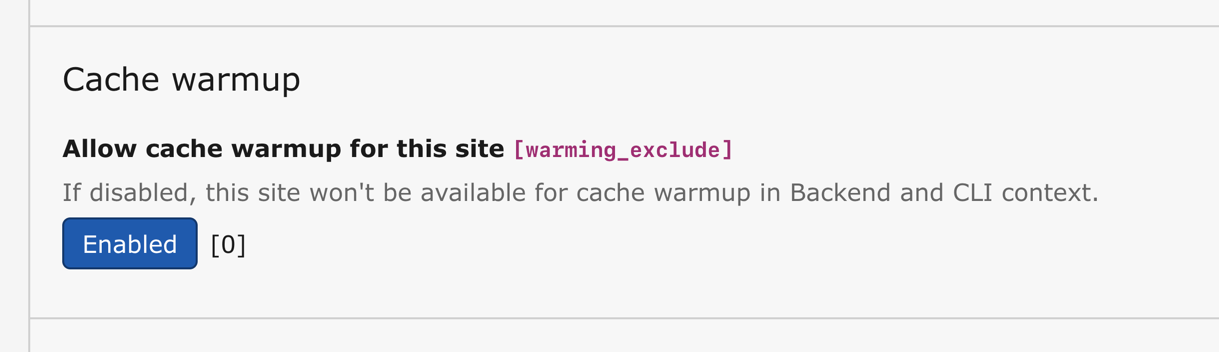 Cache warmup
Allow cache warmup for this site [warming_exclude]
If disabled, this site won't be available for cache warmup in Backend and CLI context.
Enabled [0]